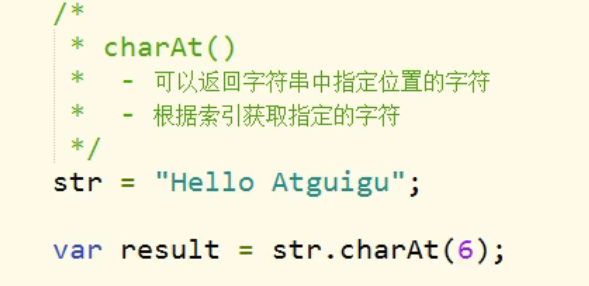 /*
* charAt()
* - 可以返回字符串中指定位置的字符
* - 根据索引获取指定的字符
*/
str = "Hello Atguigu";
var result = str.charAt(6);